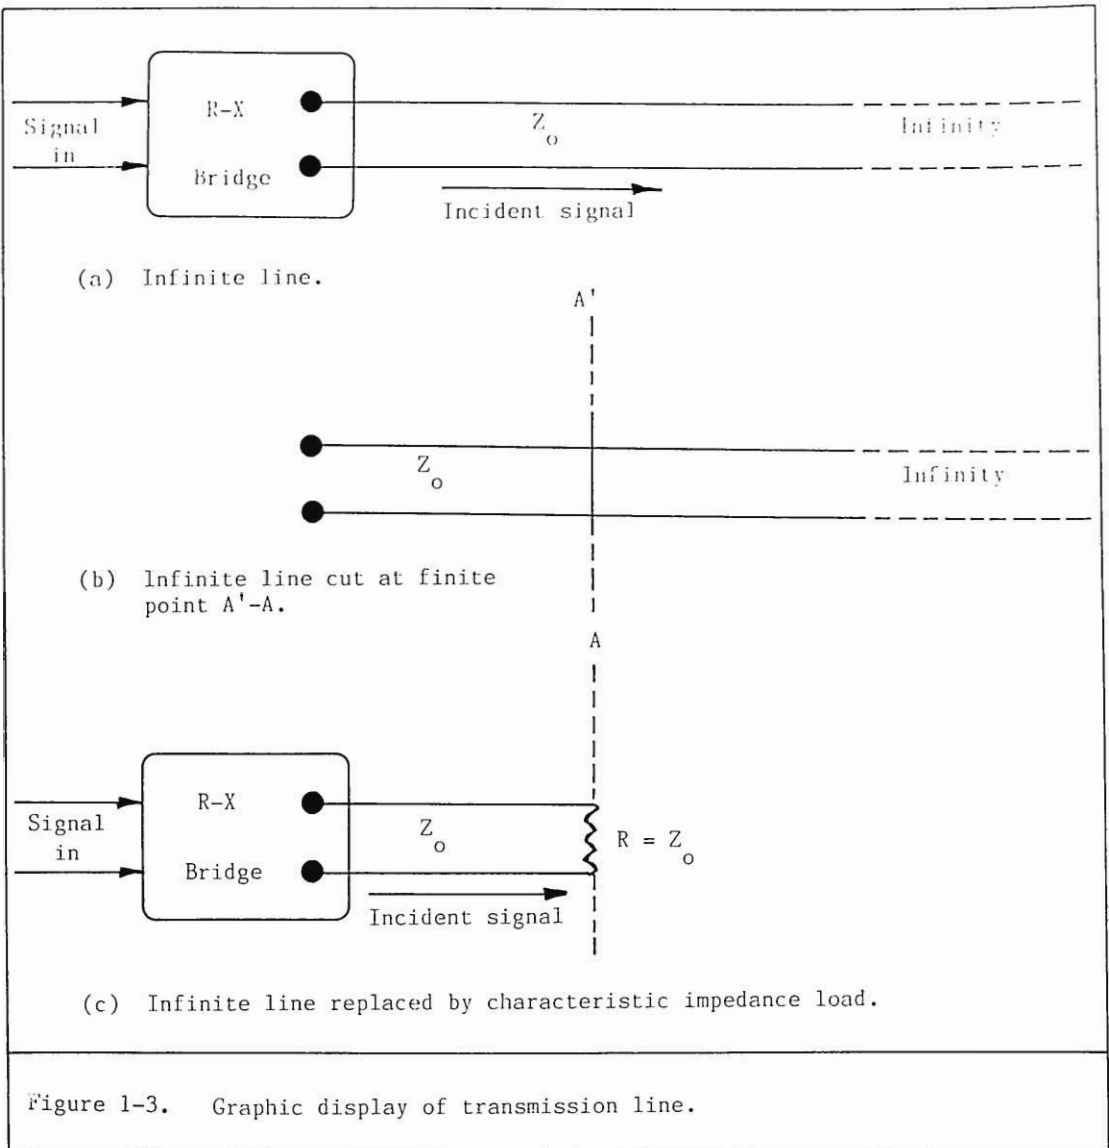 R-X
Signal
in
Bridge
Z
o
Infinity
Incident signal
(a) Infinite line.
A'
Z
o
Infinity
(b) Infinite line cut at finite
point A'-A.
A
R-X
Signal
in
Bridge
Z
o
R = Z
o
Incident signal
(c) Infinite line replaced by characteristic impedance load.
Figure 1-3. Graphic display of transmission line.